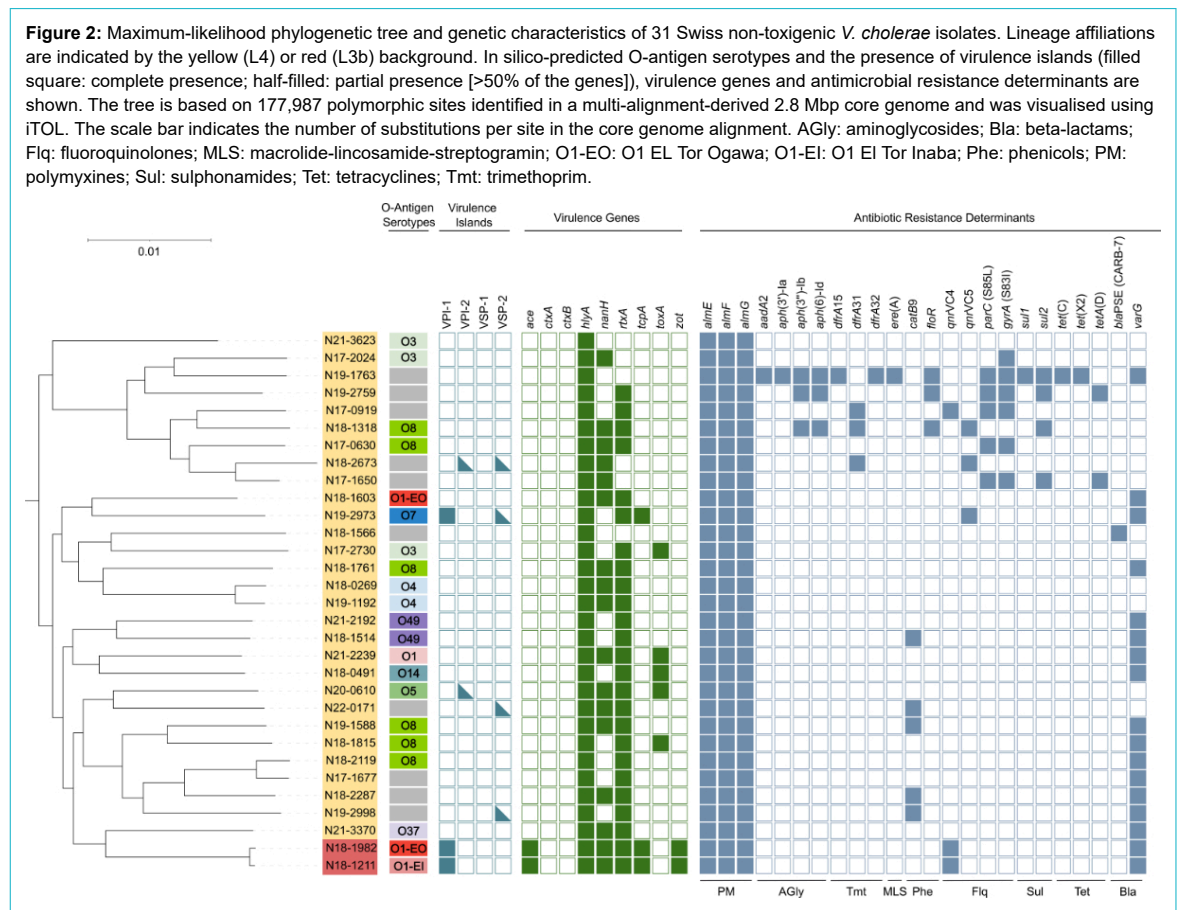 Figure 2: Maximum-likelihood phylogenetic tree and genetic characteristics of 31 Swiss non-toxigenic V. cholerae isolates. Lineage affiliations
are indicated by the yellow (L4) or red (L3b) background. In silico-predicted O-antigen serotypes and the presence of virulence islands (filled
square: complete presence; half-filled: partial presence [>50% of the genes]), virulence genes and antimicrobial resistance determinants are
shown. The tree is based on 177,987 polymorphic sites identified in a multi-alignment-derived 2.8 Mbp core genome and was visualised using
iTOL. The scale bar indicates the number of substitutions per site in the core genome alignment. AGly: aminoglycosides; Bla: beta-lactams;
Flq: fluoroquinolones; MLS: macrolide-lincosamide-streptogramin; O1-EO: O1 EL Tor Ogawa; O1-EI: O1 El Tor Inaba; Phe: phenicols; PM:
polymyxines; Sul: sulphonamides; Tet: tetracyclines; Tmt: trimethoprim.
O-Antigen
Serotypes
Virulence
Islands
Virulence Genes
Antibiotic Resistance Determinants
0.01
VPI-1
VPI-2
VSP-1
VSP-2
ace
ctxA
ctxB
hlyA
nanH
rtxA
tcpA
toxA
zot
almE
almF
almG
aadA2
aph(3')-Ia
aph(3")-Ib
aph(6)-Id
dfrA15
dfrA31
dfrA32
ere(A)
catB9
floR
qnrVC4
qnrVC5
parC (S85L)
gyrA (S83I)
sul1
sul2
tet(C)
tet(X2)
tetA(D)
blaPSE (CARB-7)
varG
N21-3623 O3
N17-2024 O3
N19-1763
N19-2759
N17-0919
N18-1318 O8
N17-0630 O8
N18-2673
N17-1650
N18-1603 O1-EO
N19-2973 O7
N18-1566
N17-2730 O3
N18-1761 O8
N18-0269 O4
N19-1192 O4
N21-2192 O49
N18-1514 O49
N21-2239 O1
N18-0491 O14
N20-0610 O5
N22-0171
N19-1588 O8
N18-1815 O8
N18-2119 O8
N17-1677
N18-2287
N19-2998
N21-3370 O37
N18-1982 O1-EO
N18-1211 O1-EI
PM AGly Tmt MLS Phe Flq Sul Tet Bla